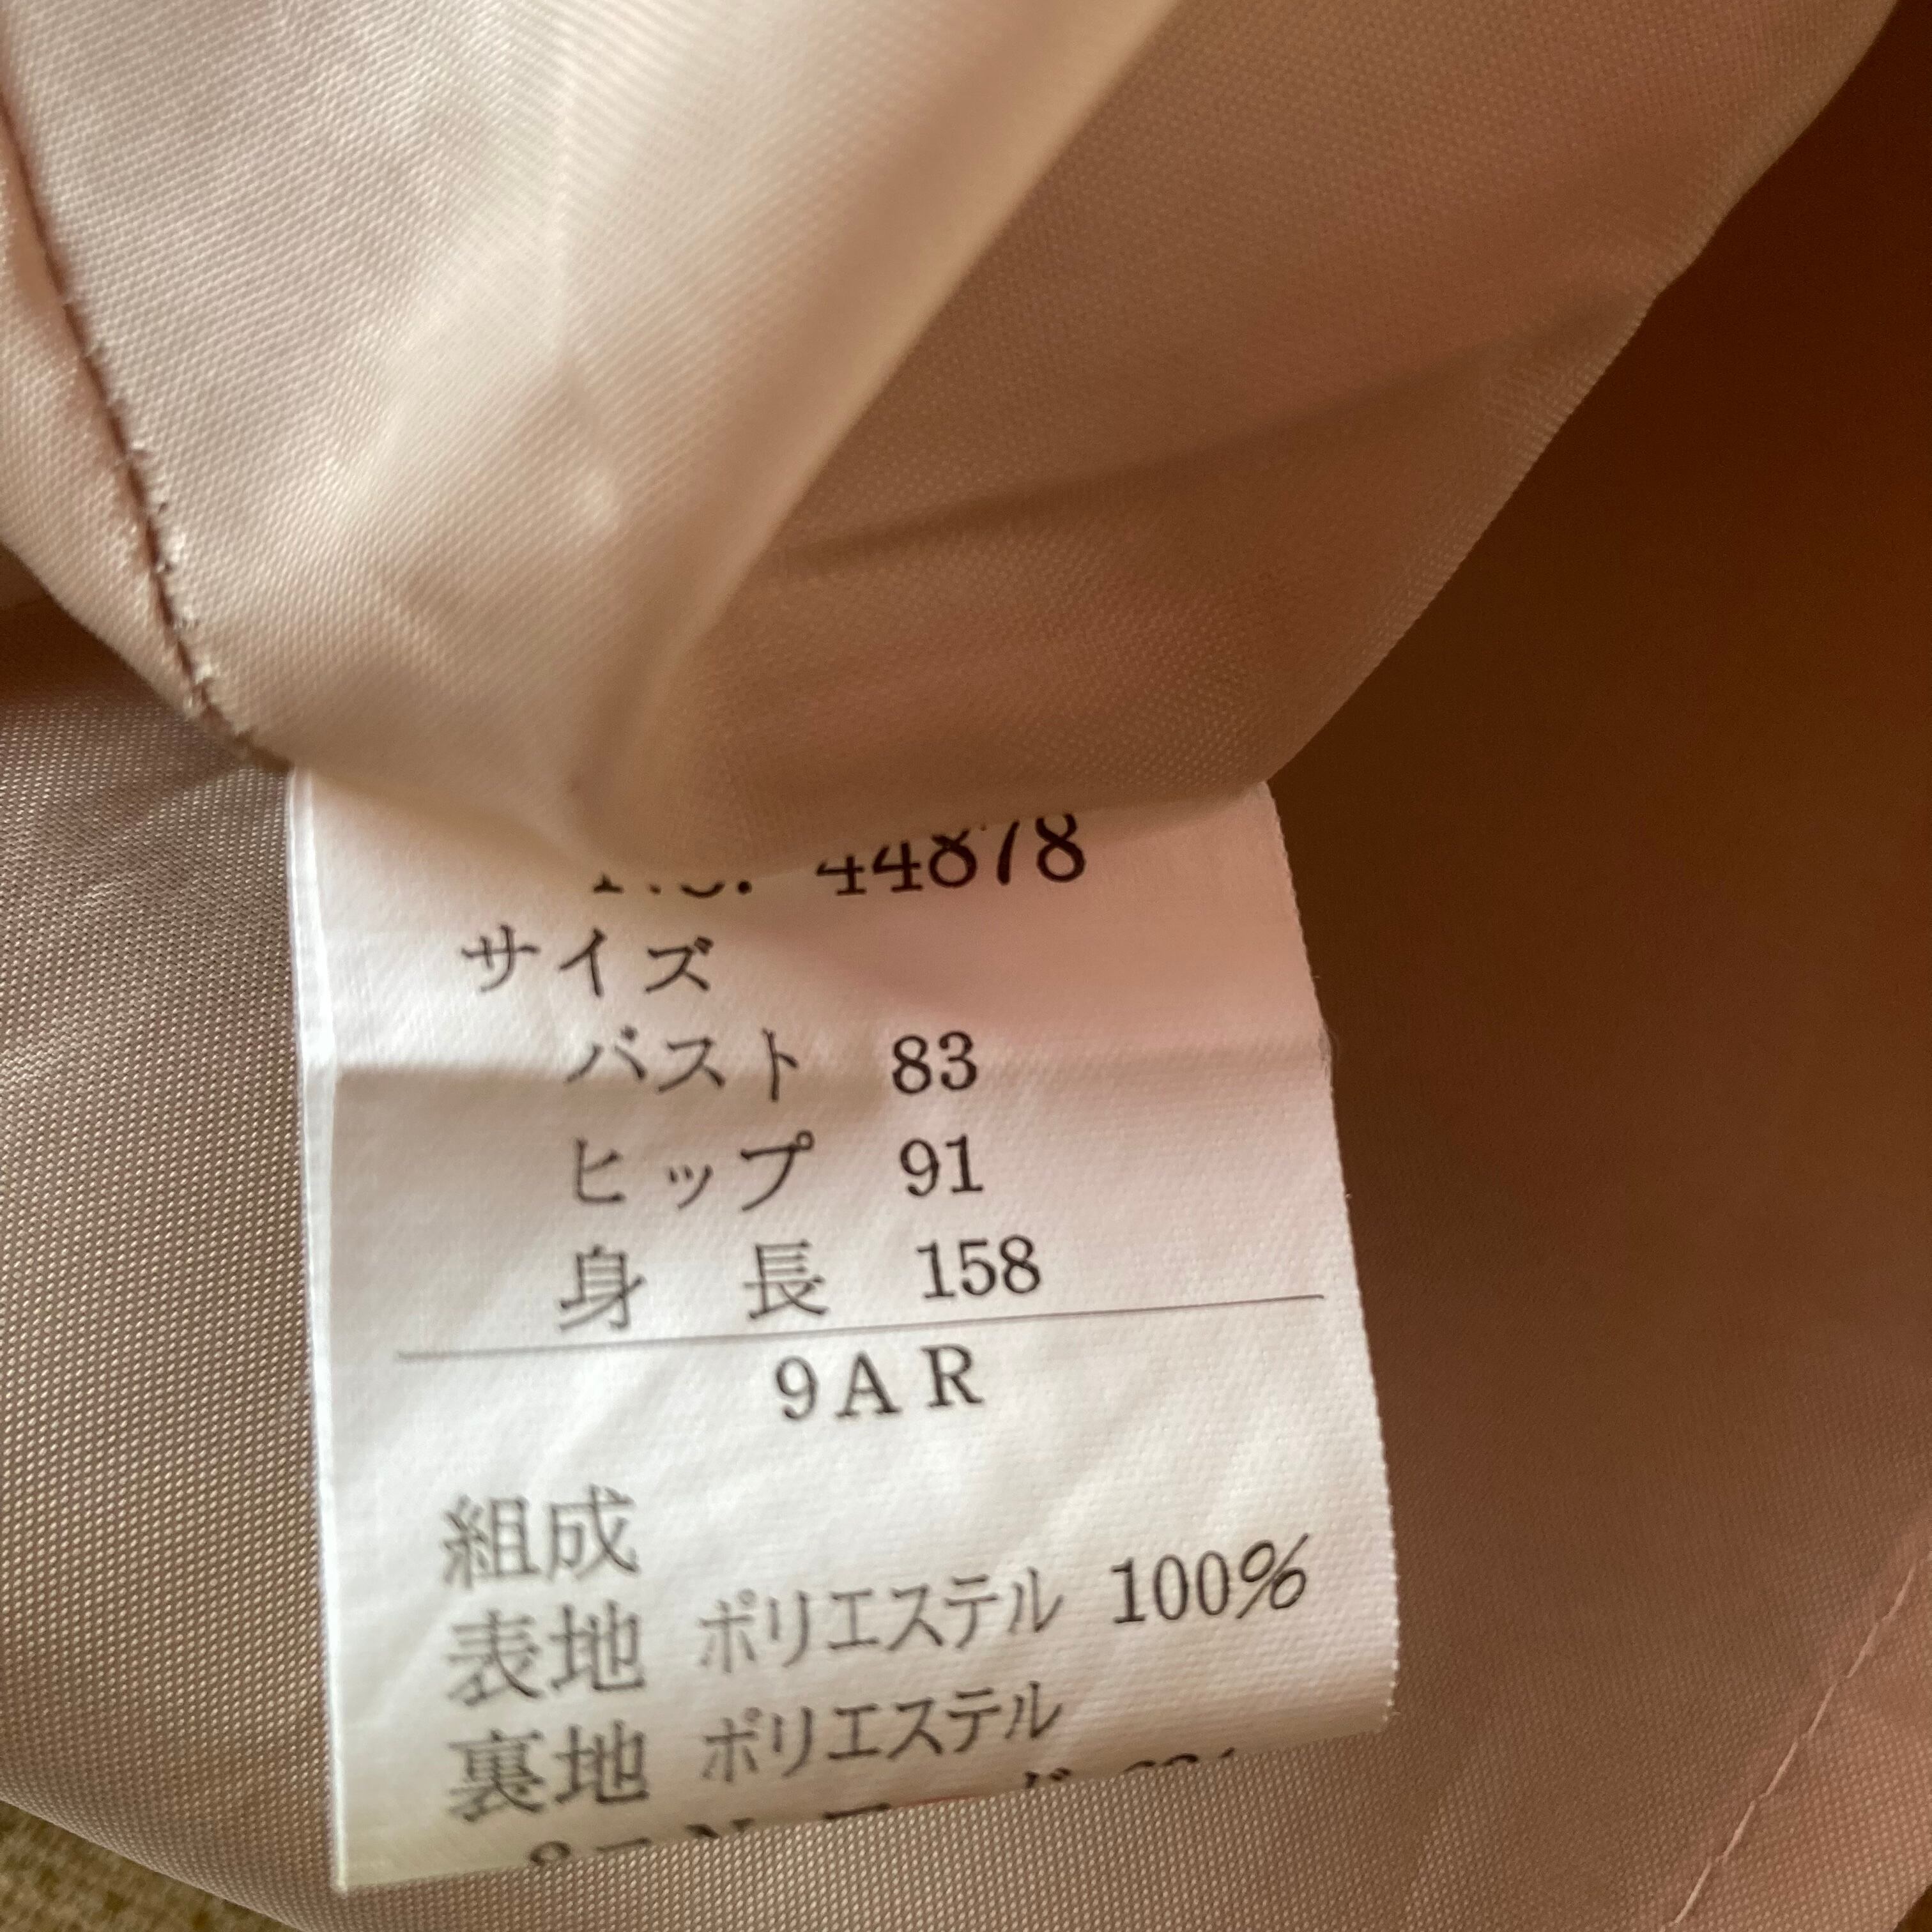 No. 44878
サイズ
バスト 83
ヒップ 91
身 長 158
9AR
組成
表地 ポリエステル 100%
裏地 ポリエステル